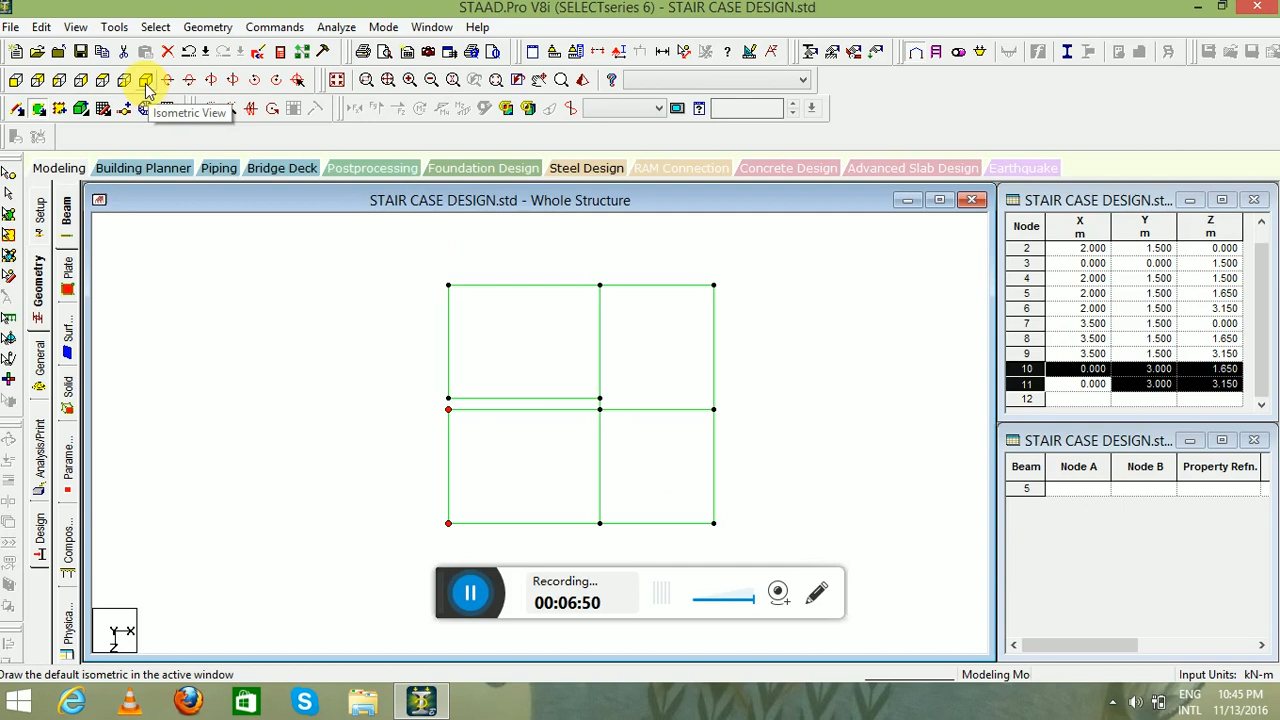 STAAD.Pro V8i (SELECTseries 6) - STAIR CASE DESIGN.std
File Edit View Tools Select Geometry Commands Analyze Mode Window Help
Isometric View
Modeling Building Planner Piping Bridge Deck Postprocessing Foundation Design Steel Design RAM Connection Concrete Design Advanced Slab Design Earthquake
STAIR CASE DESIGN.std - Whole Structure
STAIR CASE DESIGN.st...
Setup
Geometry
General
Analysis/Print
Design
Beam
Plate
Surf...
Solid
Parame...
Compos...
Physica...
Node X m Y m Z m
2 2.000 1.500 0.000
3 0.000 0.000 1.500
4 2.000 1.500 1.500
5 2.000 1.500 1.650
6 2.000 1.500 3.150
7 3.500 1.500 0.000
8 3.500 1.500 1.650
9 3.500 1.500 3.150
10 0.000 3.000 1.650
11 0.000 3.000 3.150
12
STAIR CASE DESIGN.st...
Beam Node A Node B Property Refn.
5
Recording...
00:06:50
Y X
Z
Draw the default isometric in the active window
Modeling Mo
Input Units: kN-m
ENG
INTL
10:45 PM
11/13/2016